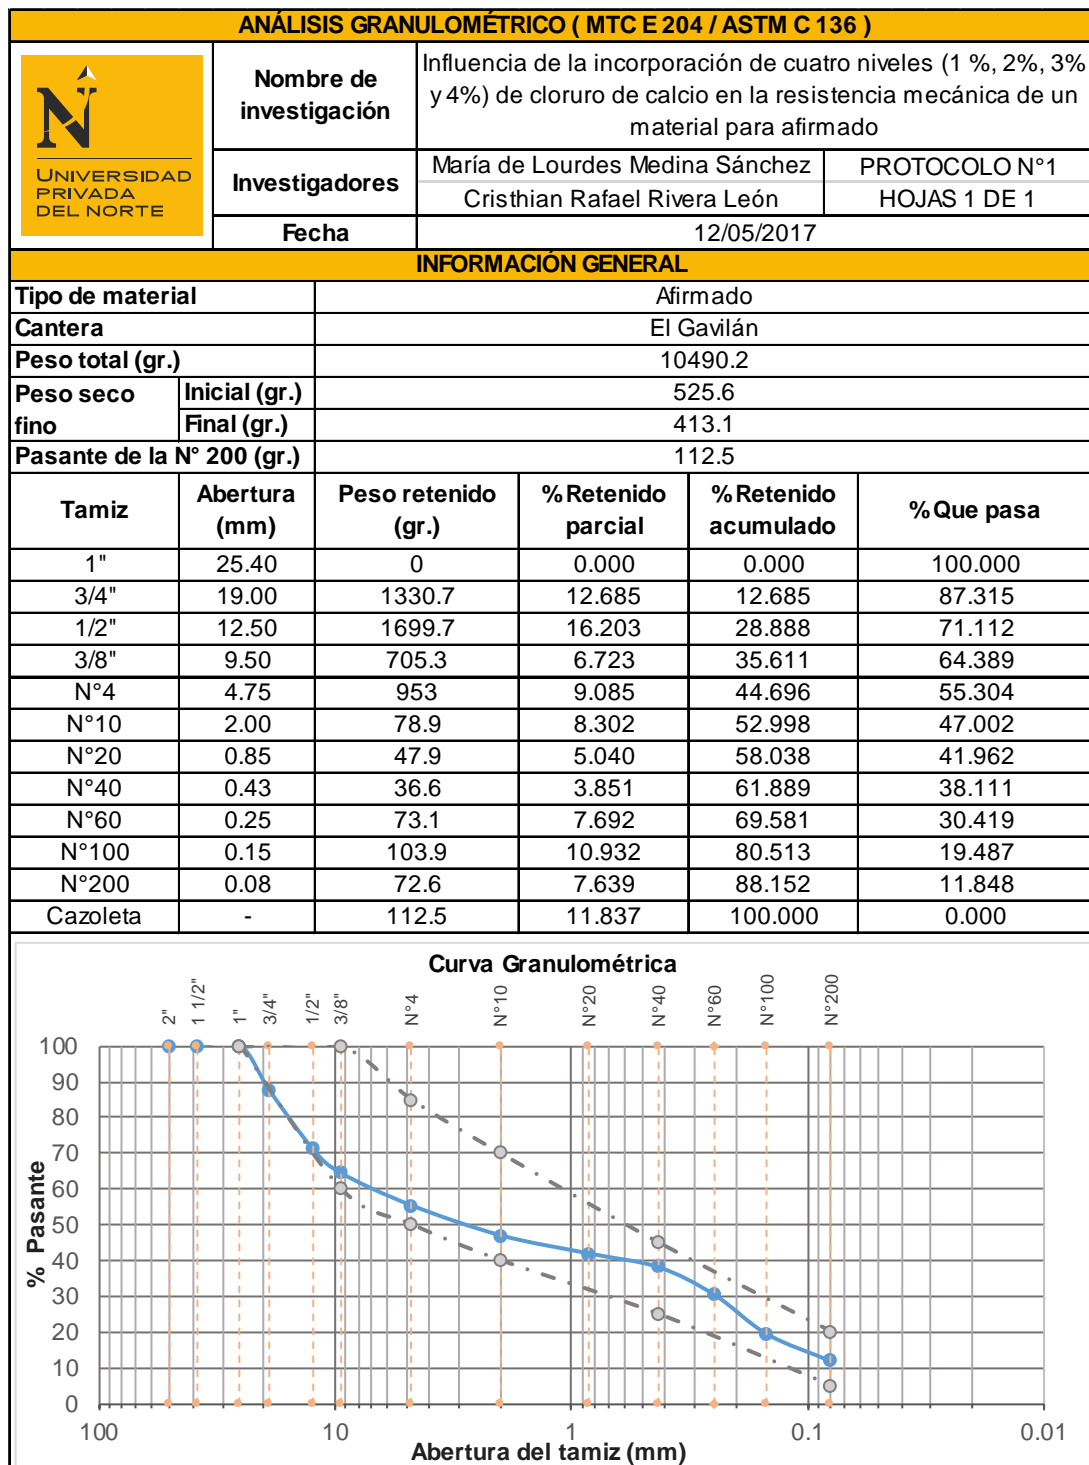 ANÁLISIS GRANULOMÉTRICO ( MTC E 204 / ASTM C 136 )
N
UNIVERSIDAD
PRIVADA
DEL NORTE
Nombre de
investigación
Influencia de la incorporación de cuatro niveles (1 %, 2%, 3%
y 4%) de cloruro de calcio en la resistencia mecánica de un
material para afirmado
Investigadores
María de Lourdes Medina Sánchez
PROTOCOLO N°1
Cristhian Rafael Rivera León
HOJAS 1 DE 1
Fecha
12/05/2017
INFORMACIÓN GENERAL
Tipo de material
Afirmado
Cantera
El Gavilán
Peso total (gr.)
10490.2
Peso seco
fino
Inicial (gr.)
525.6
Final (gr.)
413.1
Pasante de la N° 200 (gr.)
112.5
Tamiz
Abertura
(mm)
Peso retenido
(gr.)
%Retenido
parcial
%Retenido
acumulado
%Que pasa
1" 25.40 0 0.000 0.000 100.000
3/4" 19.00 1330.7 12.685 12.685 87.315
1/2" 12.50 1699.7 16.203 28.888 71.112
3/8" 9.50 705.3 6.723 35.611 64.389
N°4 4.75 953 9.085 44.696 55.304
N°10 2.00 78.9 8.302 52.998 47.002
N°20 0.85 47.9 5.040 58.038 41.962
N°40 0.43 36.6 3.851 61.889 38.111
N°60 0.25 73.1 7.692 69.581 30.419
N°100 0.15 103.9 10.932 80.513 19.487
N°200 0.08 72.6 7.639 88.152 11.848
Cazoleta - 112.5 11.837 100.000 0.000
Curva Granulométrica
2"
1 1/2"
1"
3/4"
1/2"
3/8"
N°4
N°10
N°20
N°40
N°60
N°100
N°200
% Pasante
100
90
80
70
60
50
40
30
20
10
0
100
10
1
0.1
0.01
Abertura del tamiz (mm)